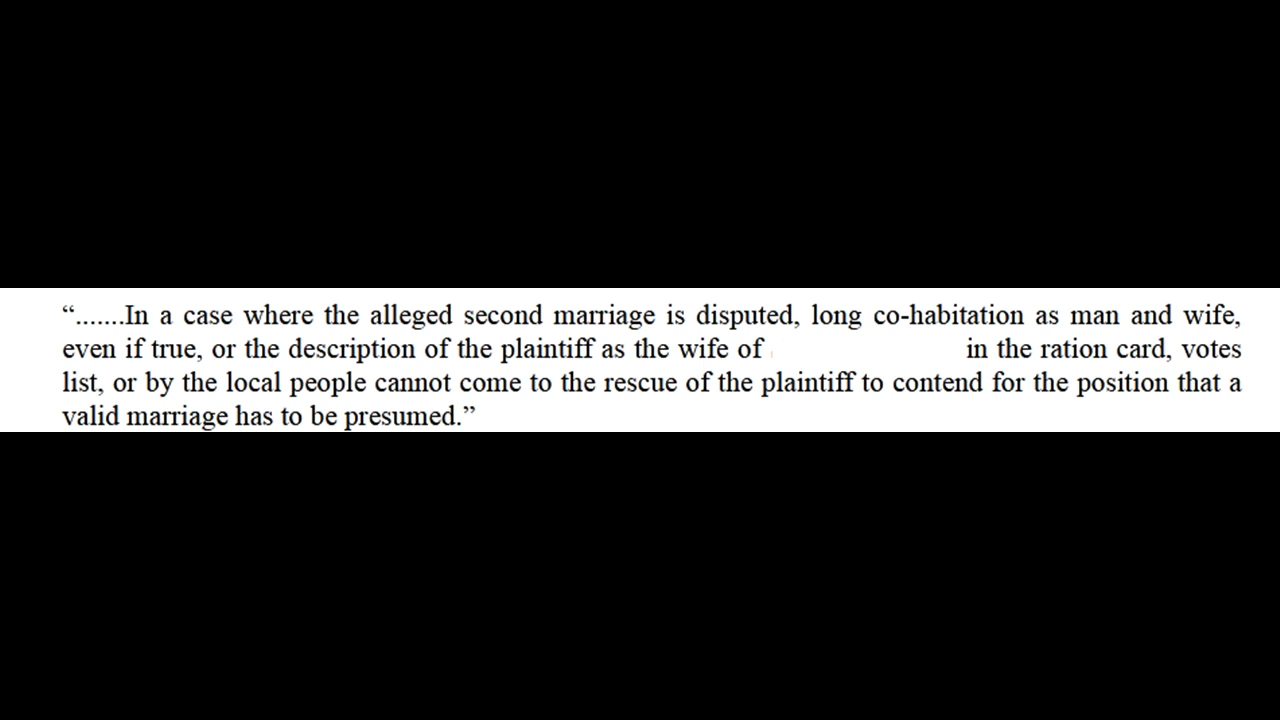 “.......In a case where the alleged second marriage is disputed, long co-habitation as man and wife,
even if true, or the description of the plaintiff as the wife of in the ration card, votes
list, or by the local people cannot come to the rescue of the plaintiff to contend for the position that a
valid marriage has to be presumed.”